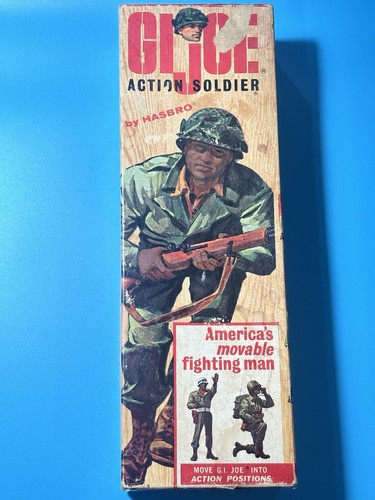 GI JOE®
ACTION SOLDIER®
by HASBRO®
America's
movable
fighting man
MOVE G.I. JOE INTO
ACTION POSITIONS